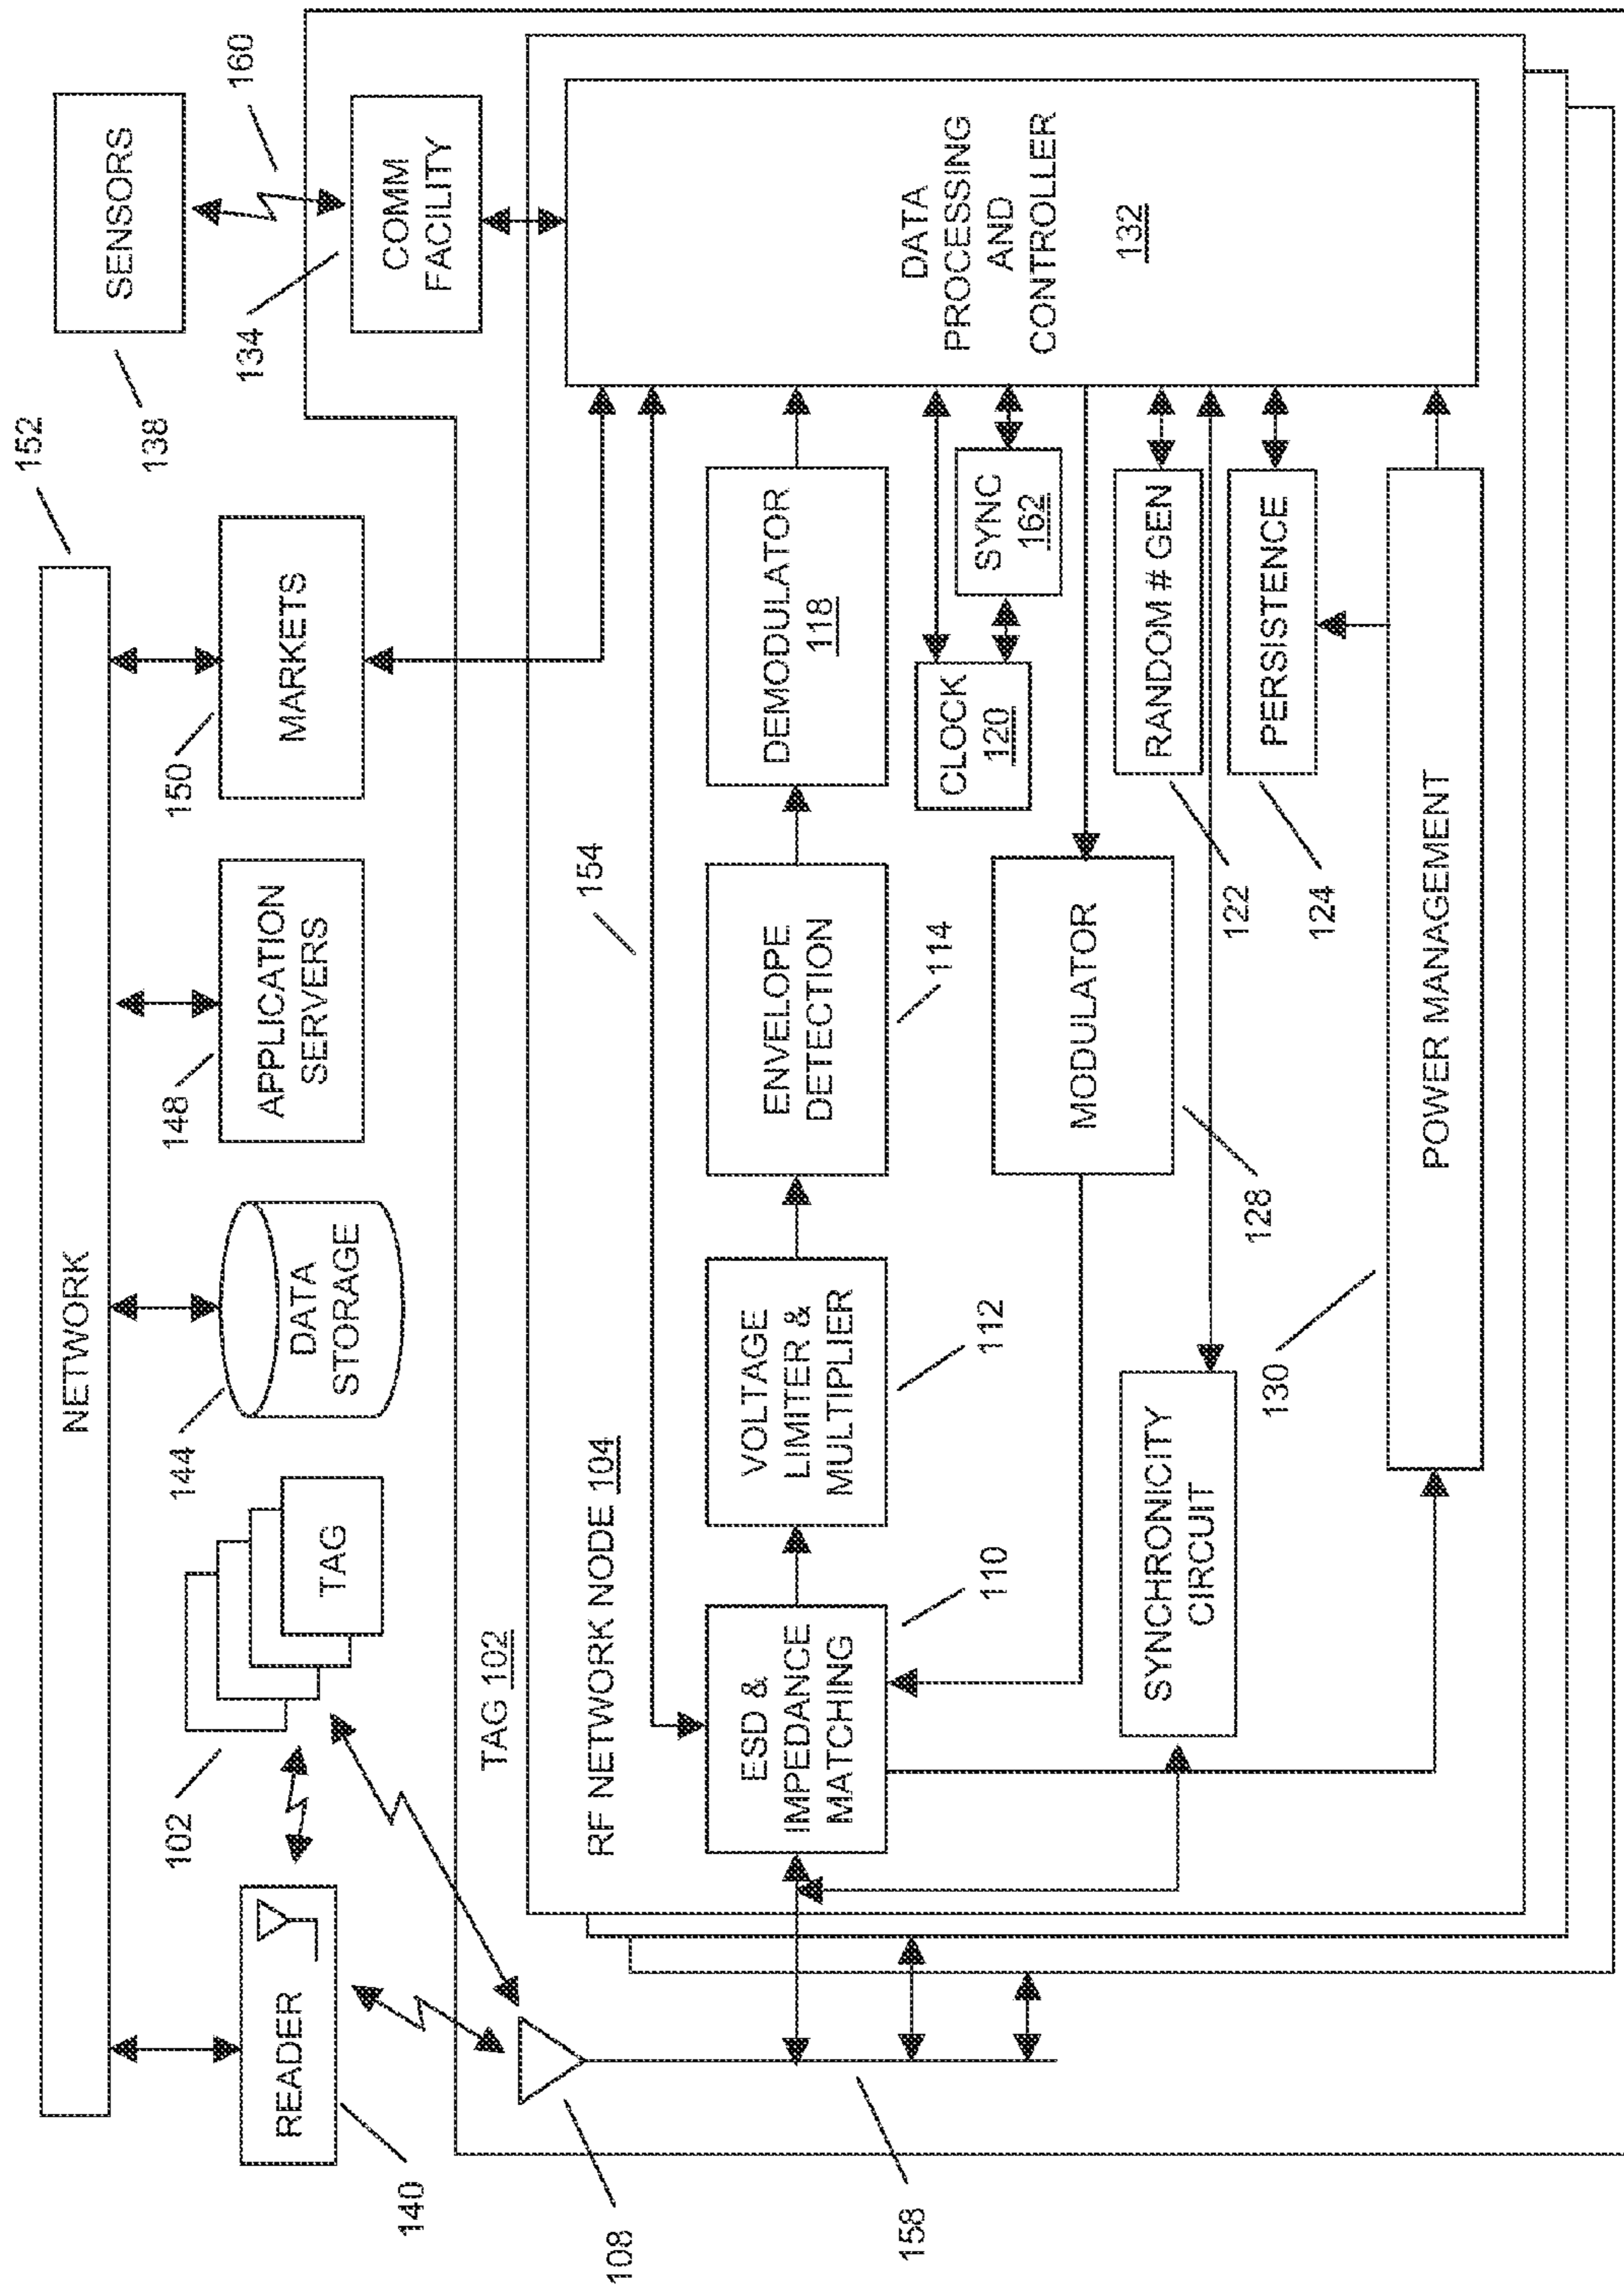 152
NETWORK
READER
140
102
TAG
144
DATA
STORAGE
148
APPLICATION
SERVERS
150
MARKETS
138
SENSORS
160
134
COMM
FACILITY
108
158
TAG 102
RF NETWORK NODE 104
154
ESD &
IMPEDANCE
MATCHING
110
VOLTAGE
LIMITER &
MULTIPLIER
112
ENVELOPE
DETECTION
114
DEMODULATOR
118
CLOCK
120
SYNC
162
DATA
PROCESSING
AND
CONTROLLER
132
MODULATOR
128
RANDOM # GEN
122
SYNCHRONICITY
CIRCUIT
PERSISTENCE
124
130
POWER MANAGEMENT